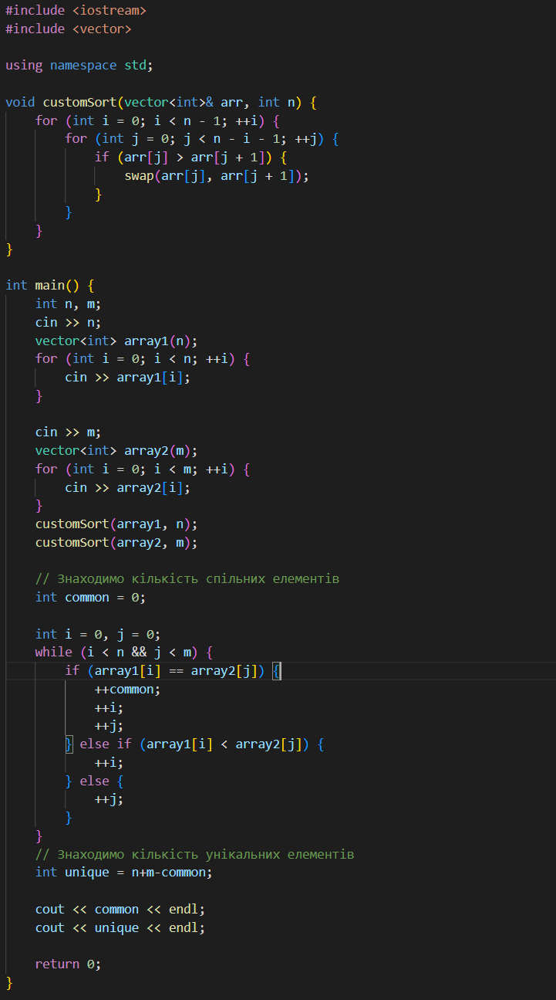 #include <iostream>
#include <vector>

using namespace std;

void customSort(vector<int>& arr, int n) {
    for (int i = 0; i < n - 1; ++i) {
        for (int j = 0; j < n - i - 1; ++j) {
            if (arr[j] > arr[j + 1]) {
                swap(arr[j], arr[j + 1]);
            }
        }
    }
}

int main() {
    int n, m;
    cin >> n;
    vector<int> array1(n);
    for (int i = 0; i < n; ++i) {
        cin >> array1[i];
    }

    cin >> m;
    vector<int> array2(m);
    for (int i = 0; i < m; ++i) {
        cin >> array2[i];
    }
    customSort(array1, n);
    customSort(array2, m);

    // Знаходимо кількість спільних елементів
    int common = 0;

    int i = 0, j = 0;
    while (i < n && j < m) {
        if (array1[i] == array2[j]) {
            ++common;
            ++i;
            ++j;
        } else if (array1[i] < array2[j]) {
            ++i;
        } else {
            ++j;
        }
    }
    // Знаходимо кількість унікальних елементів
    int unique = n+m-common;

    cout << common << endl;
    cout << unique << endl;

    return 0;
}